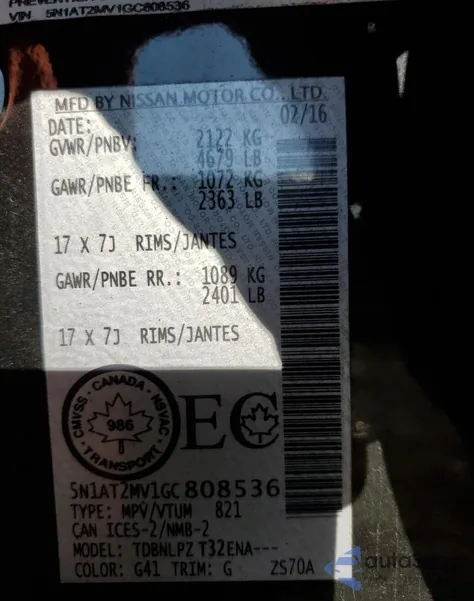 VIN 5N1AT2MV1GC808536
MFD BY NISSAN MOTOR CO., LTD.
DATE: 02/16
GVWR/PNBV: 2122 KG
4679 LB
GAWR/PNBE FR.: 1072 KG
2363 LB
17 X 7J RIMS/JANTES
GAWR/PNBE RR.: 1089 KG
2401 LB
17 X 7J RIMS/JANTES
CANADA
CMVSS · NSVAC
986
TRANSPORT
EC
5N1AT2MV1GC808536
TYPE: MPV/VTUM 821
CAN ICES-2/NMB-2
MODEL: TDBNLPZ T32ENA---
COLOR: G41 TRIM: G ZS70A